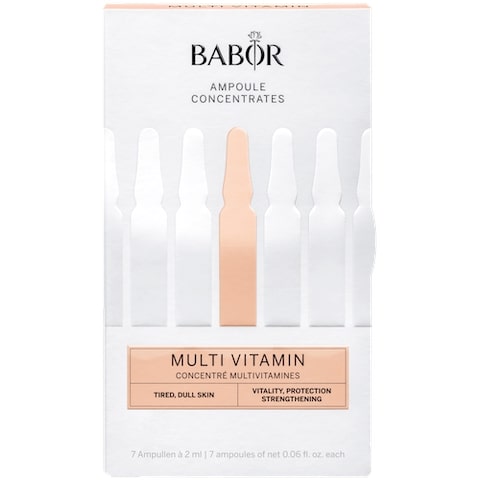 BABOR
AMPOULE
CONCENTRATES
MULTI VITAMIN
CONCENTRÉ MULTIVITAMINES
TIRED, DULL SKIN
VITALITY, PROTECTION
STRENGTHENING
7 Ampullen à 2 ml | 7 ampoules of net 0.06 fl. oz. each